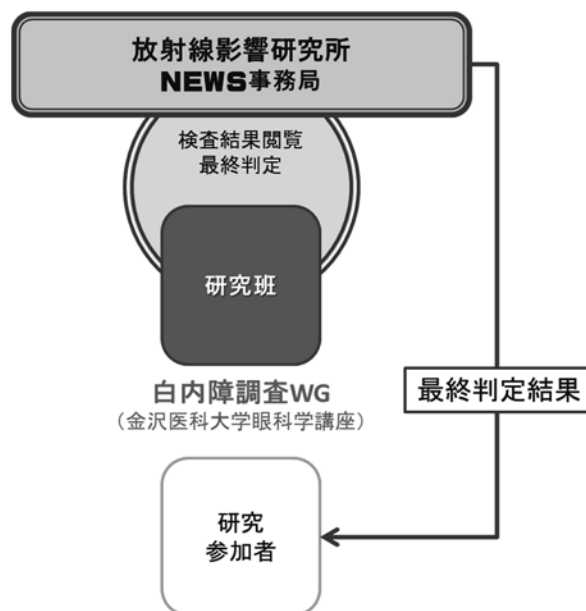 放射線影響研究所
NEWS事務局
検査結果閲覧
最終判定
研究班
白内障調査WG
（金沢医科大学眼科学講座）
最終判定結果
研究
参加者